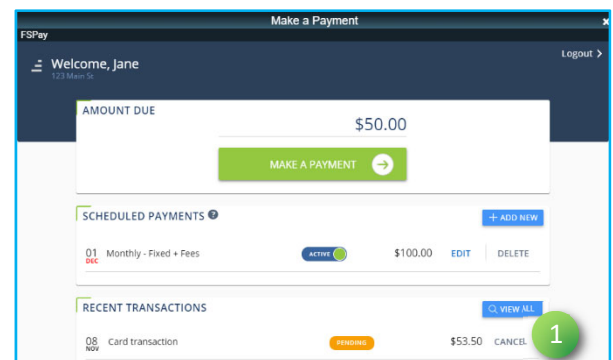 Make a Payment x
FSPay
Logout >
Welcome, Jane
123 Main St
AMOUNT DUE
$50.00
MAKE A PAYMENT
SCHEDULED PAYMENTS ?
+ ADD NEW
01 DEC Monthly - Fixed + Fees ACTIVE $100.00 EDIT DELETE
RECENT TRANSACTIONS
VIEW ALL
08 NOV Card transaction PENDING $53.50 CANCEL
1